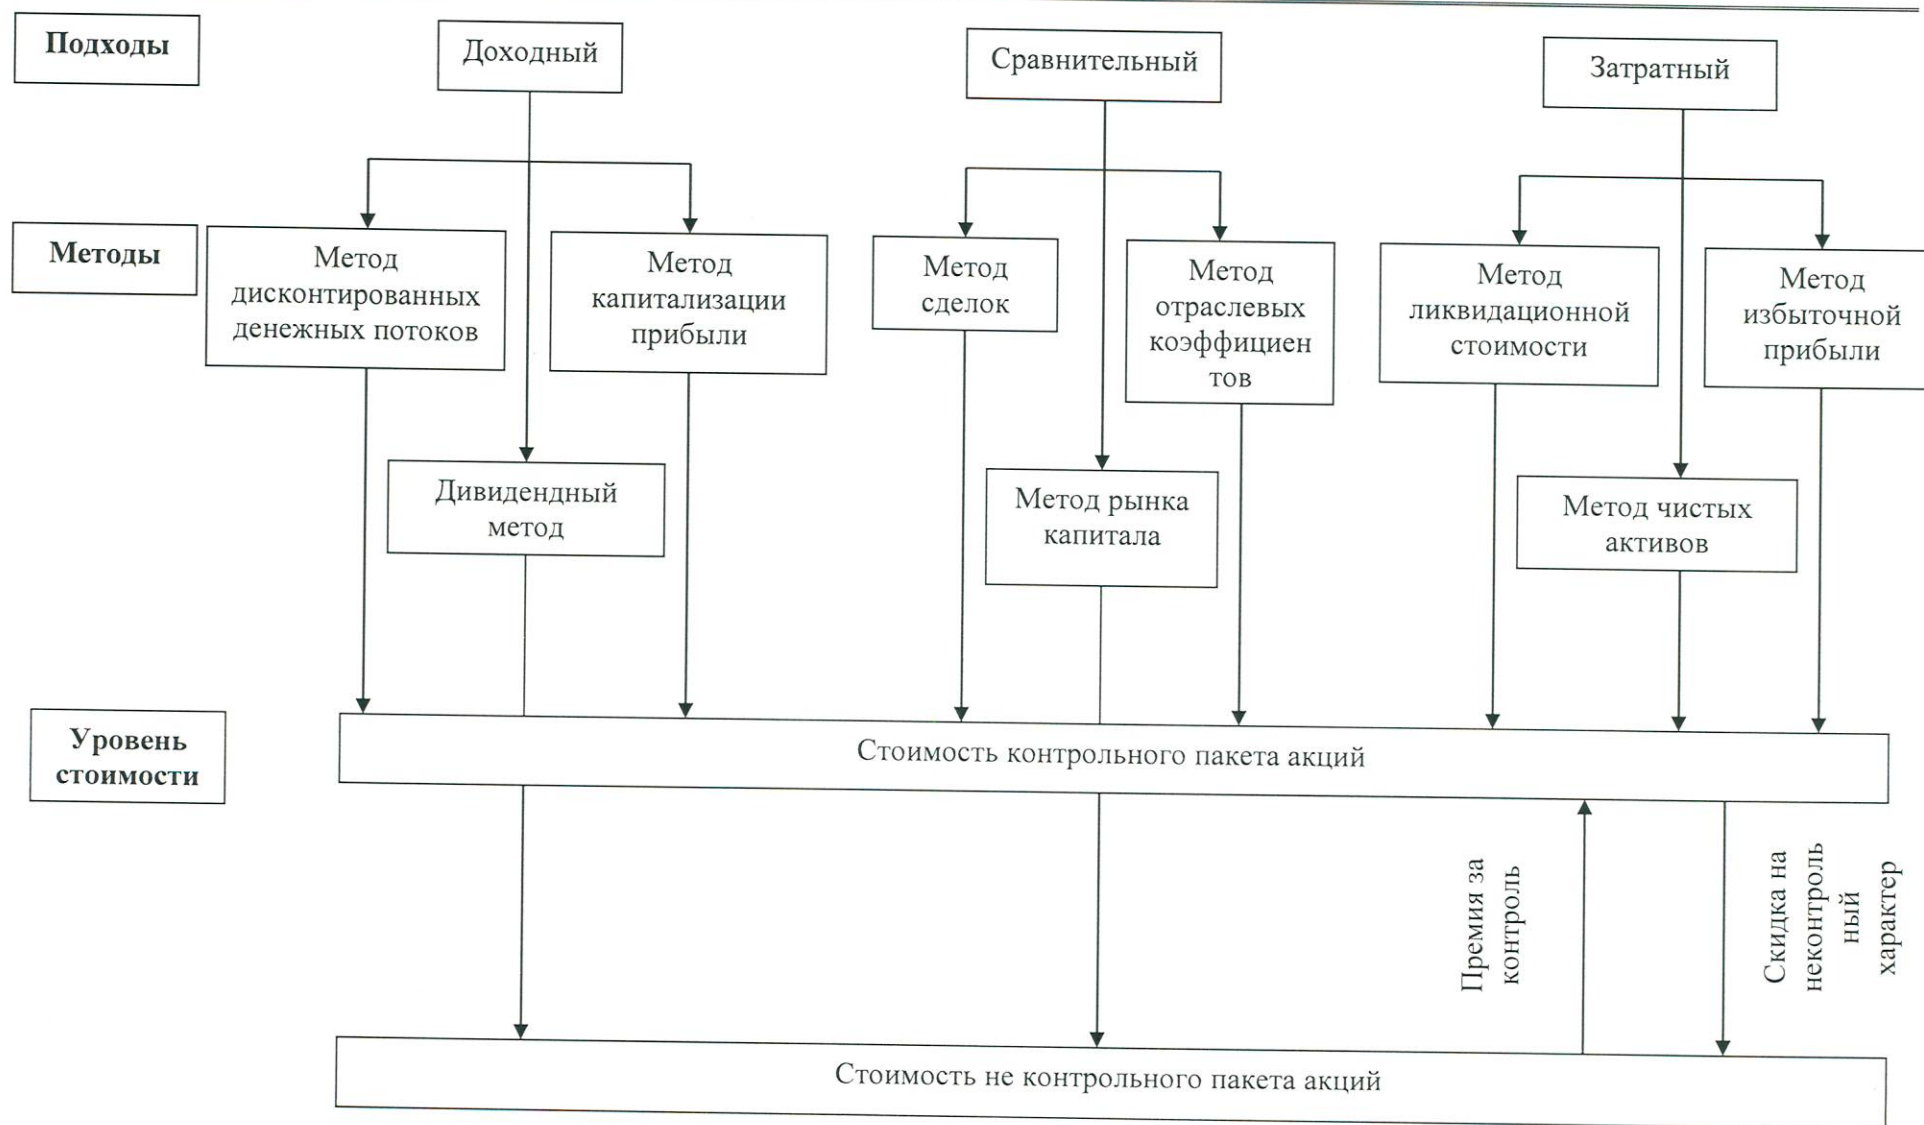 Подходы
Доходный
Сравнительный
Затратный
Методы
Метод
дисконтированных
денежных потоков
Метод
капитализации
прибыли
Метод
сделок
Метод
отраслевых
коэффициен
тов
Метод
ликвидационной
стоимости
Метод
избыточной
прибыли
Дивидендный
метод
Метод рынка
капитала
Метод чистых
активов
Уровень
стоимости
Стоимость контрольного пакета акций
Премия за
контроль
Скидка на
неконтроль
ный
характер
Стоимость не контрольного пакета акций